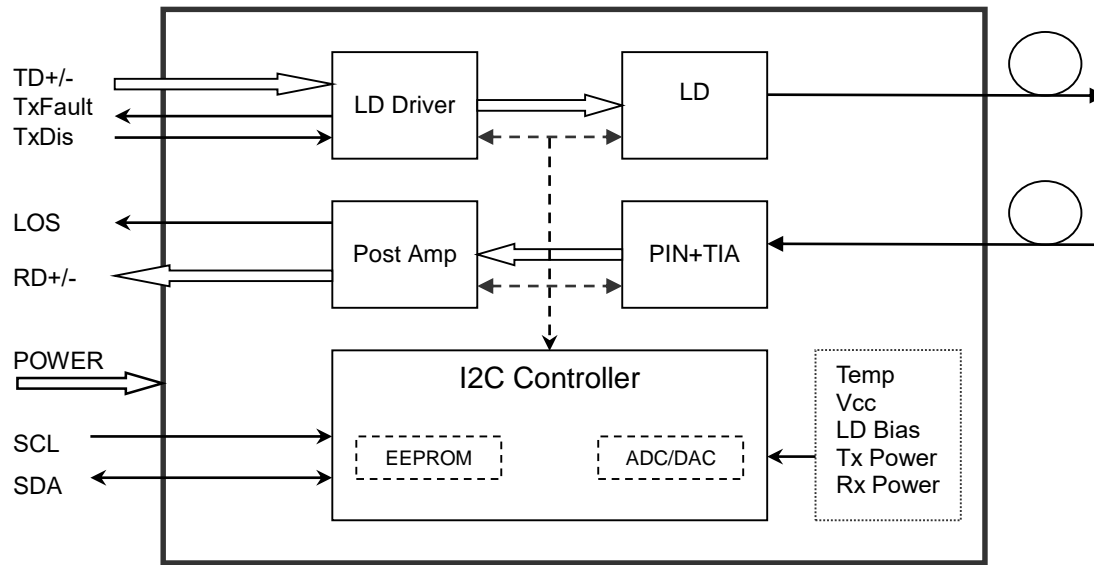 TD+/-
TxFault
TxDis
LD Driver
LD
LOS
RD+/-
Post Amp
PIN+TIA
POWER
SCL
SDA
I2C Controller
EEPROM
ADC/DAC
Temp
Vcc
LD Bias
Tx Power
Rx Power